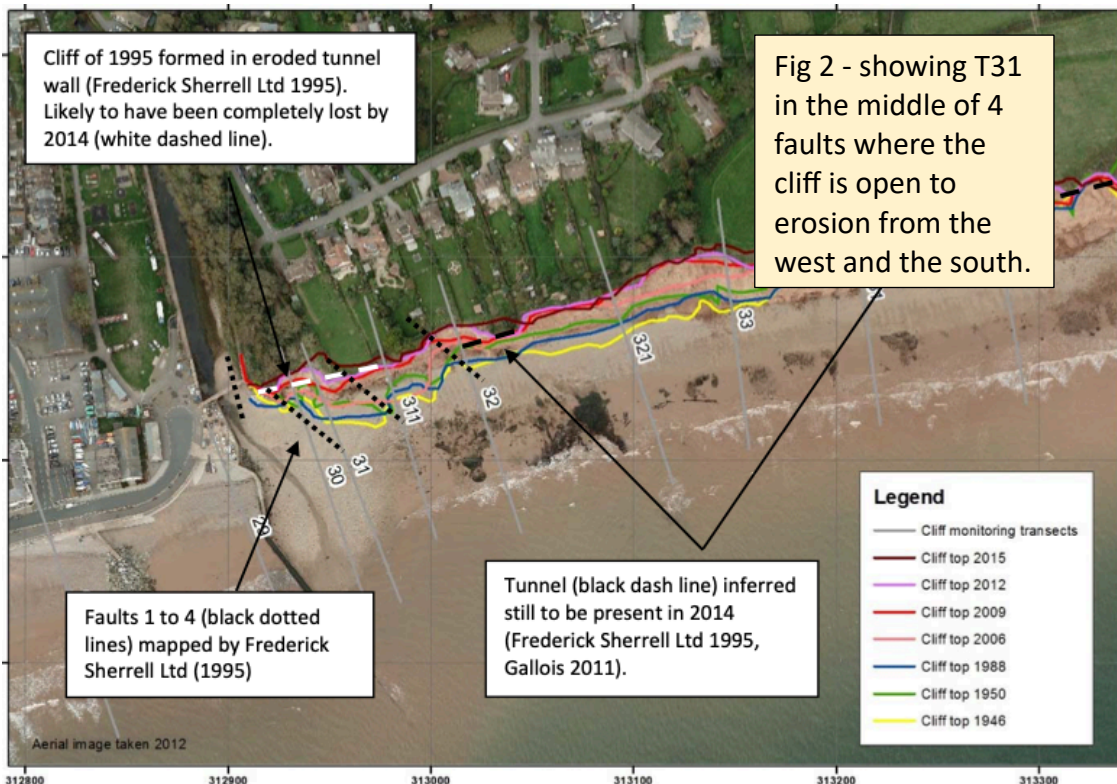 Cliff of 1995 formed in eroded tunnel
wall (Frederick Sherrell Ltd 1995).
Likely to have been completely lost by
2014 (white dashed line).
Fig 2 - showing T31
in the middle of 4
faults where the
cliff is open to
erosion from the
west and the south.
29
30
31
311
32
321
33
Faults 1 to 4 (black dotted
lines) mapped by Frederick
Sherrell Ltd (1995)
Tunnel (black dash line) inferred
still to be present in 2014
(Frederick Sherrell Ltd 1995,
Gallois 2011).
Legend
Cliff monitoring transects
Cliff top 2015
Cliff top 2012
Cliff top 2009
Cliff top 2006
Cliff top 1988
Cliff top 1950
Cliff top 1946
Aerial image taken 2012
312800
312900
313000
313100
313200
313300